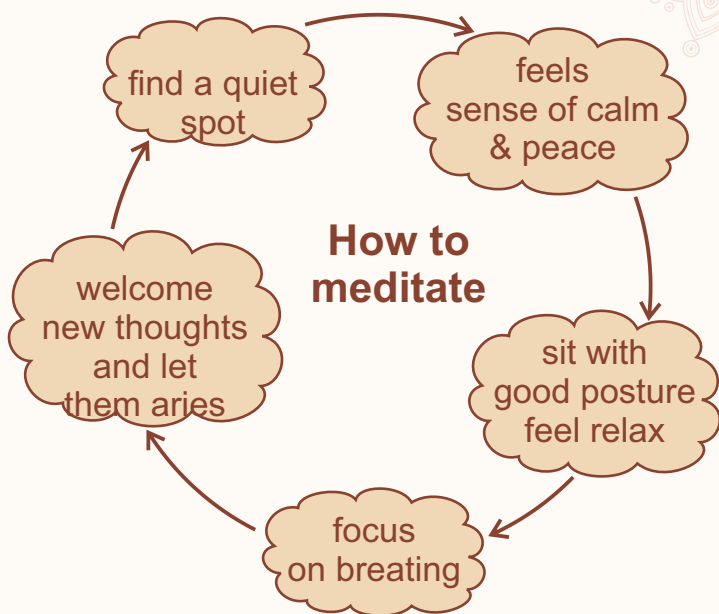 find a quiet
spot
feels
sense of calm
& peace
How to
meditate
sit with
good posture
feel relax
focus
on breating
welcome
new thoughts
and let
them aries